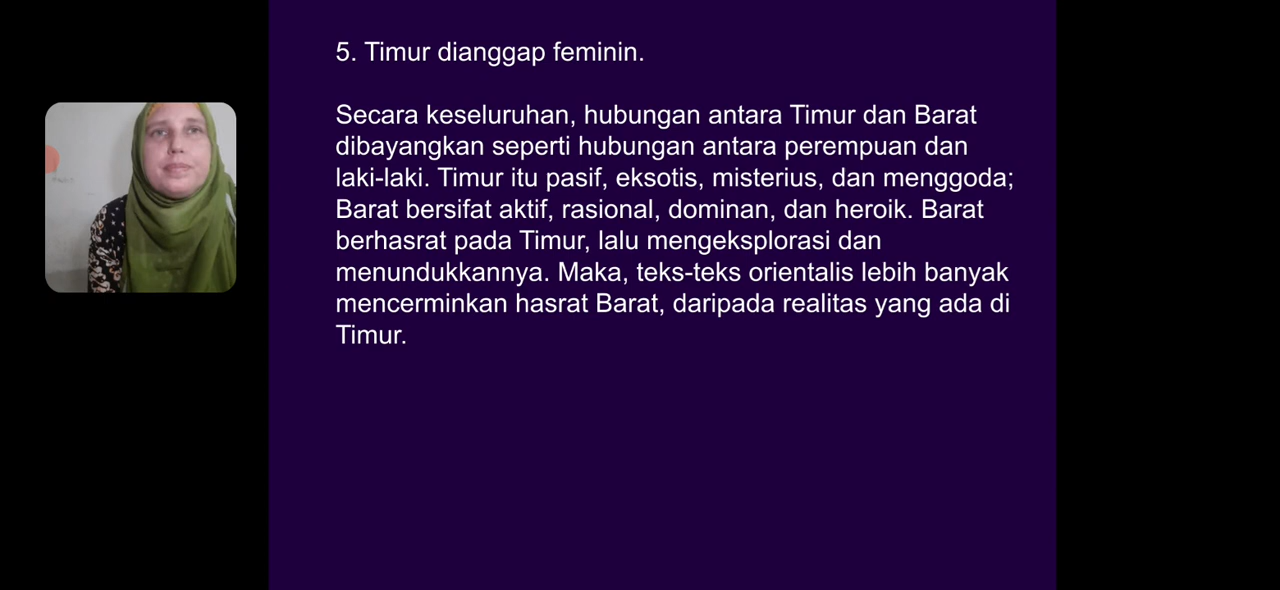 5. Timur dianggap feminin.
Secara keseluruhan, hubungan antara Timur dan Barat
dibayangkan seperti hubungan antara perempuan dan
laki-laki. Timur itu pasif, eksotis, misterius, dan menggoda;
Barat bersifat aktif, rasional, dominan, dan heroik. Barat
berhasrat pada Timur, lalu mengeksplorasi dan
menundukkannya. Maka, teks-teks orientalis lebih banyak
mencerminkan hasrat Barat, daripada realitas yang ada di
Timur.